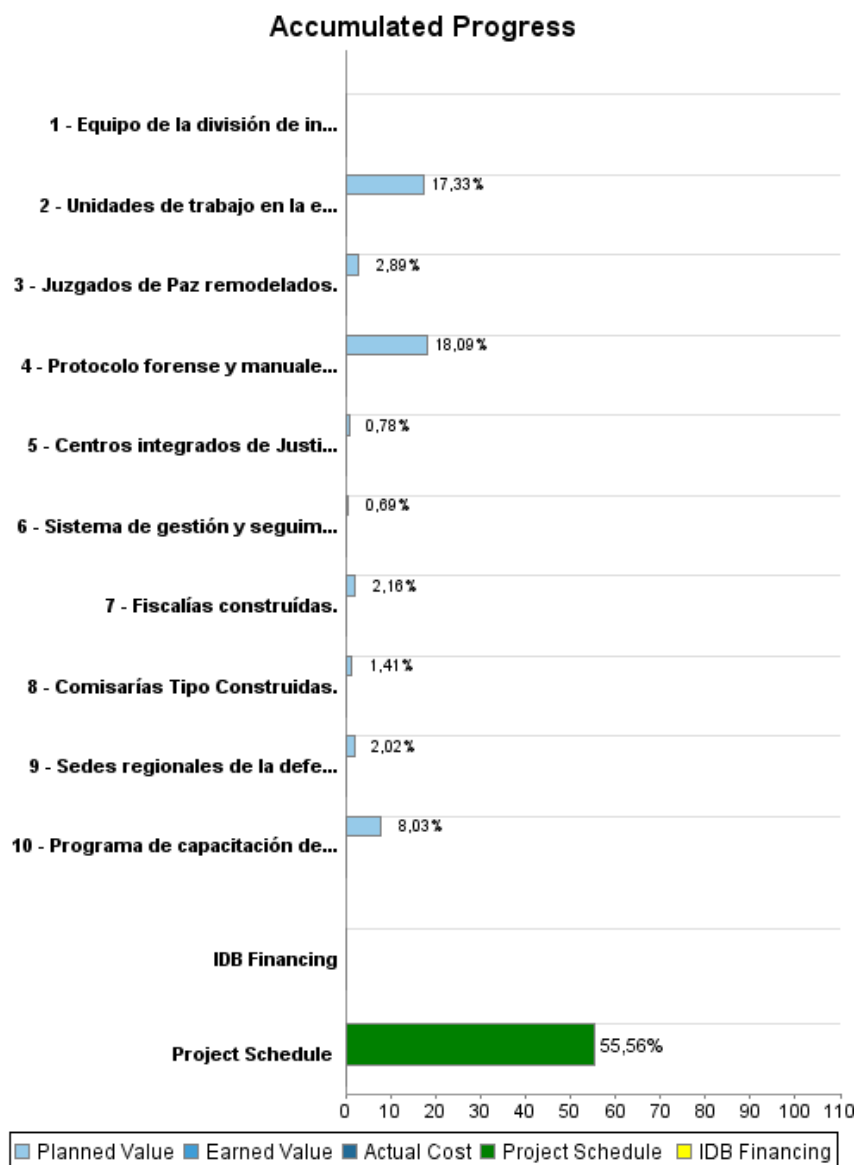 Accumulated Progress
1 - Equipo de la división de in...
17,33%
2 - Unidades de trabajo en la e...
2,89%
3 - Juzgados de Paz remodelados.
18,09%
4 - Protocolo forense y manuale...
0,78%
5 - Centros integrados de Justi...
0,69%
6 - Sistema de gestión y seguim...
2,16%
7 - Fiscalías construídas.
1,41%
8 - Comisarías Tipo Construidas.
2,02%
9 - Sedes regionales de la defe...
8,03%
10 - Programa de capacitación de...
IDB Financing
55,56%
Project Schedule
0 10 20 30 40 50 60 70 80 90 100 110
Planned Value Earned Value Actual Cost Project Schedule IDB Financing